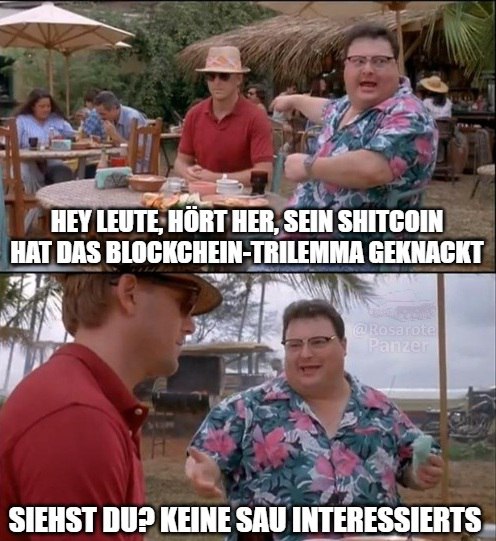 HEY LEUTE, HÖRT HER, SEIN SHITCOIN
HAT DAS BLOCKCHEIN-TRILEMMA GEKNACKT
@Rosarote
Panzer
SIEHST DU? KEINE SAU INTERESSIERTS